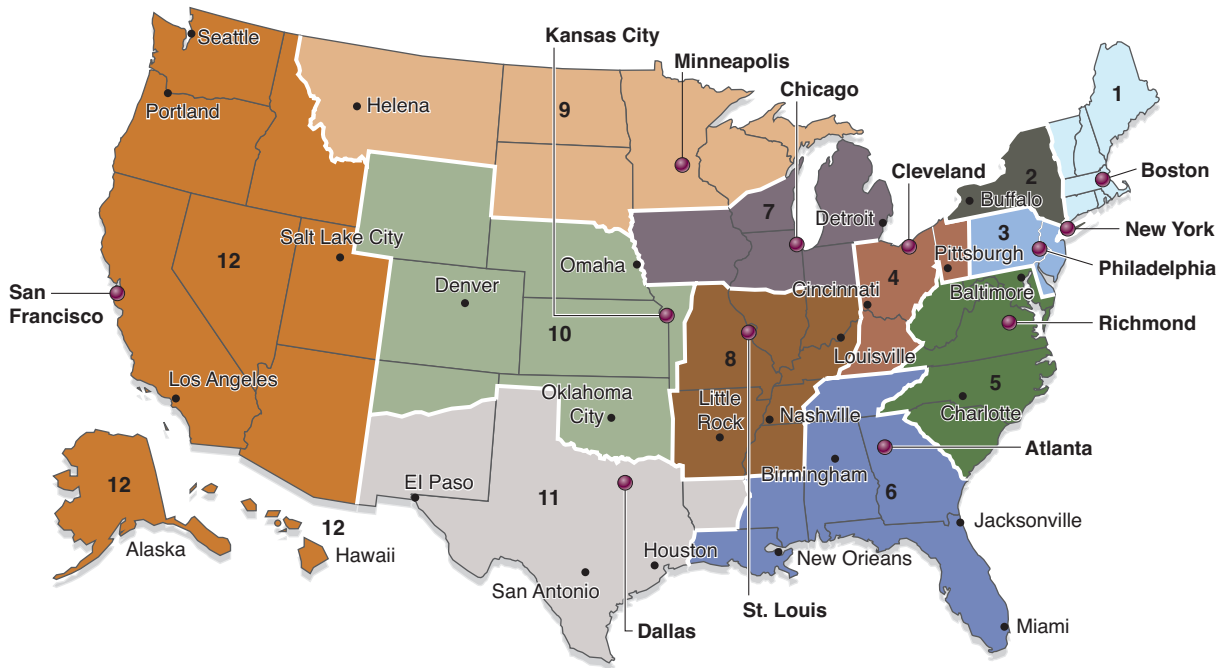 Kansas City
Seattle
Minneapolis
Chicago
1
Portland
Helena
9
Cleveland
Boston
2
Buffalo
7
Detroit
New York
3
Salt Lake City
12
Omaha
4
Pittsburgh
Philadelphia
San
Francisco
Denver
Cincinnati
Baltimore
Richmond
10
8
Louisville
Los Angeles
Oklahoma
City
Little
Rock
Nashville
5
Charlotte
Atlanta
Birmingham
12
El Paso
11
6
12
Jacksonville
Alaska
Hawaii
Houston
New Orleans
San Antonio
St. Louis
Dallas
Miami